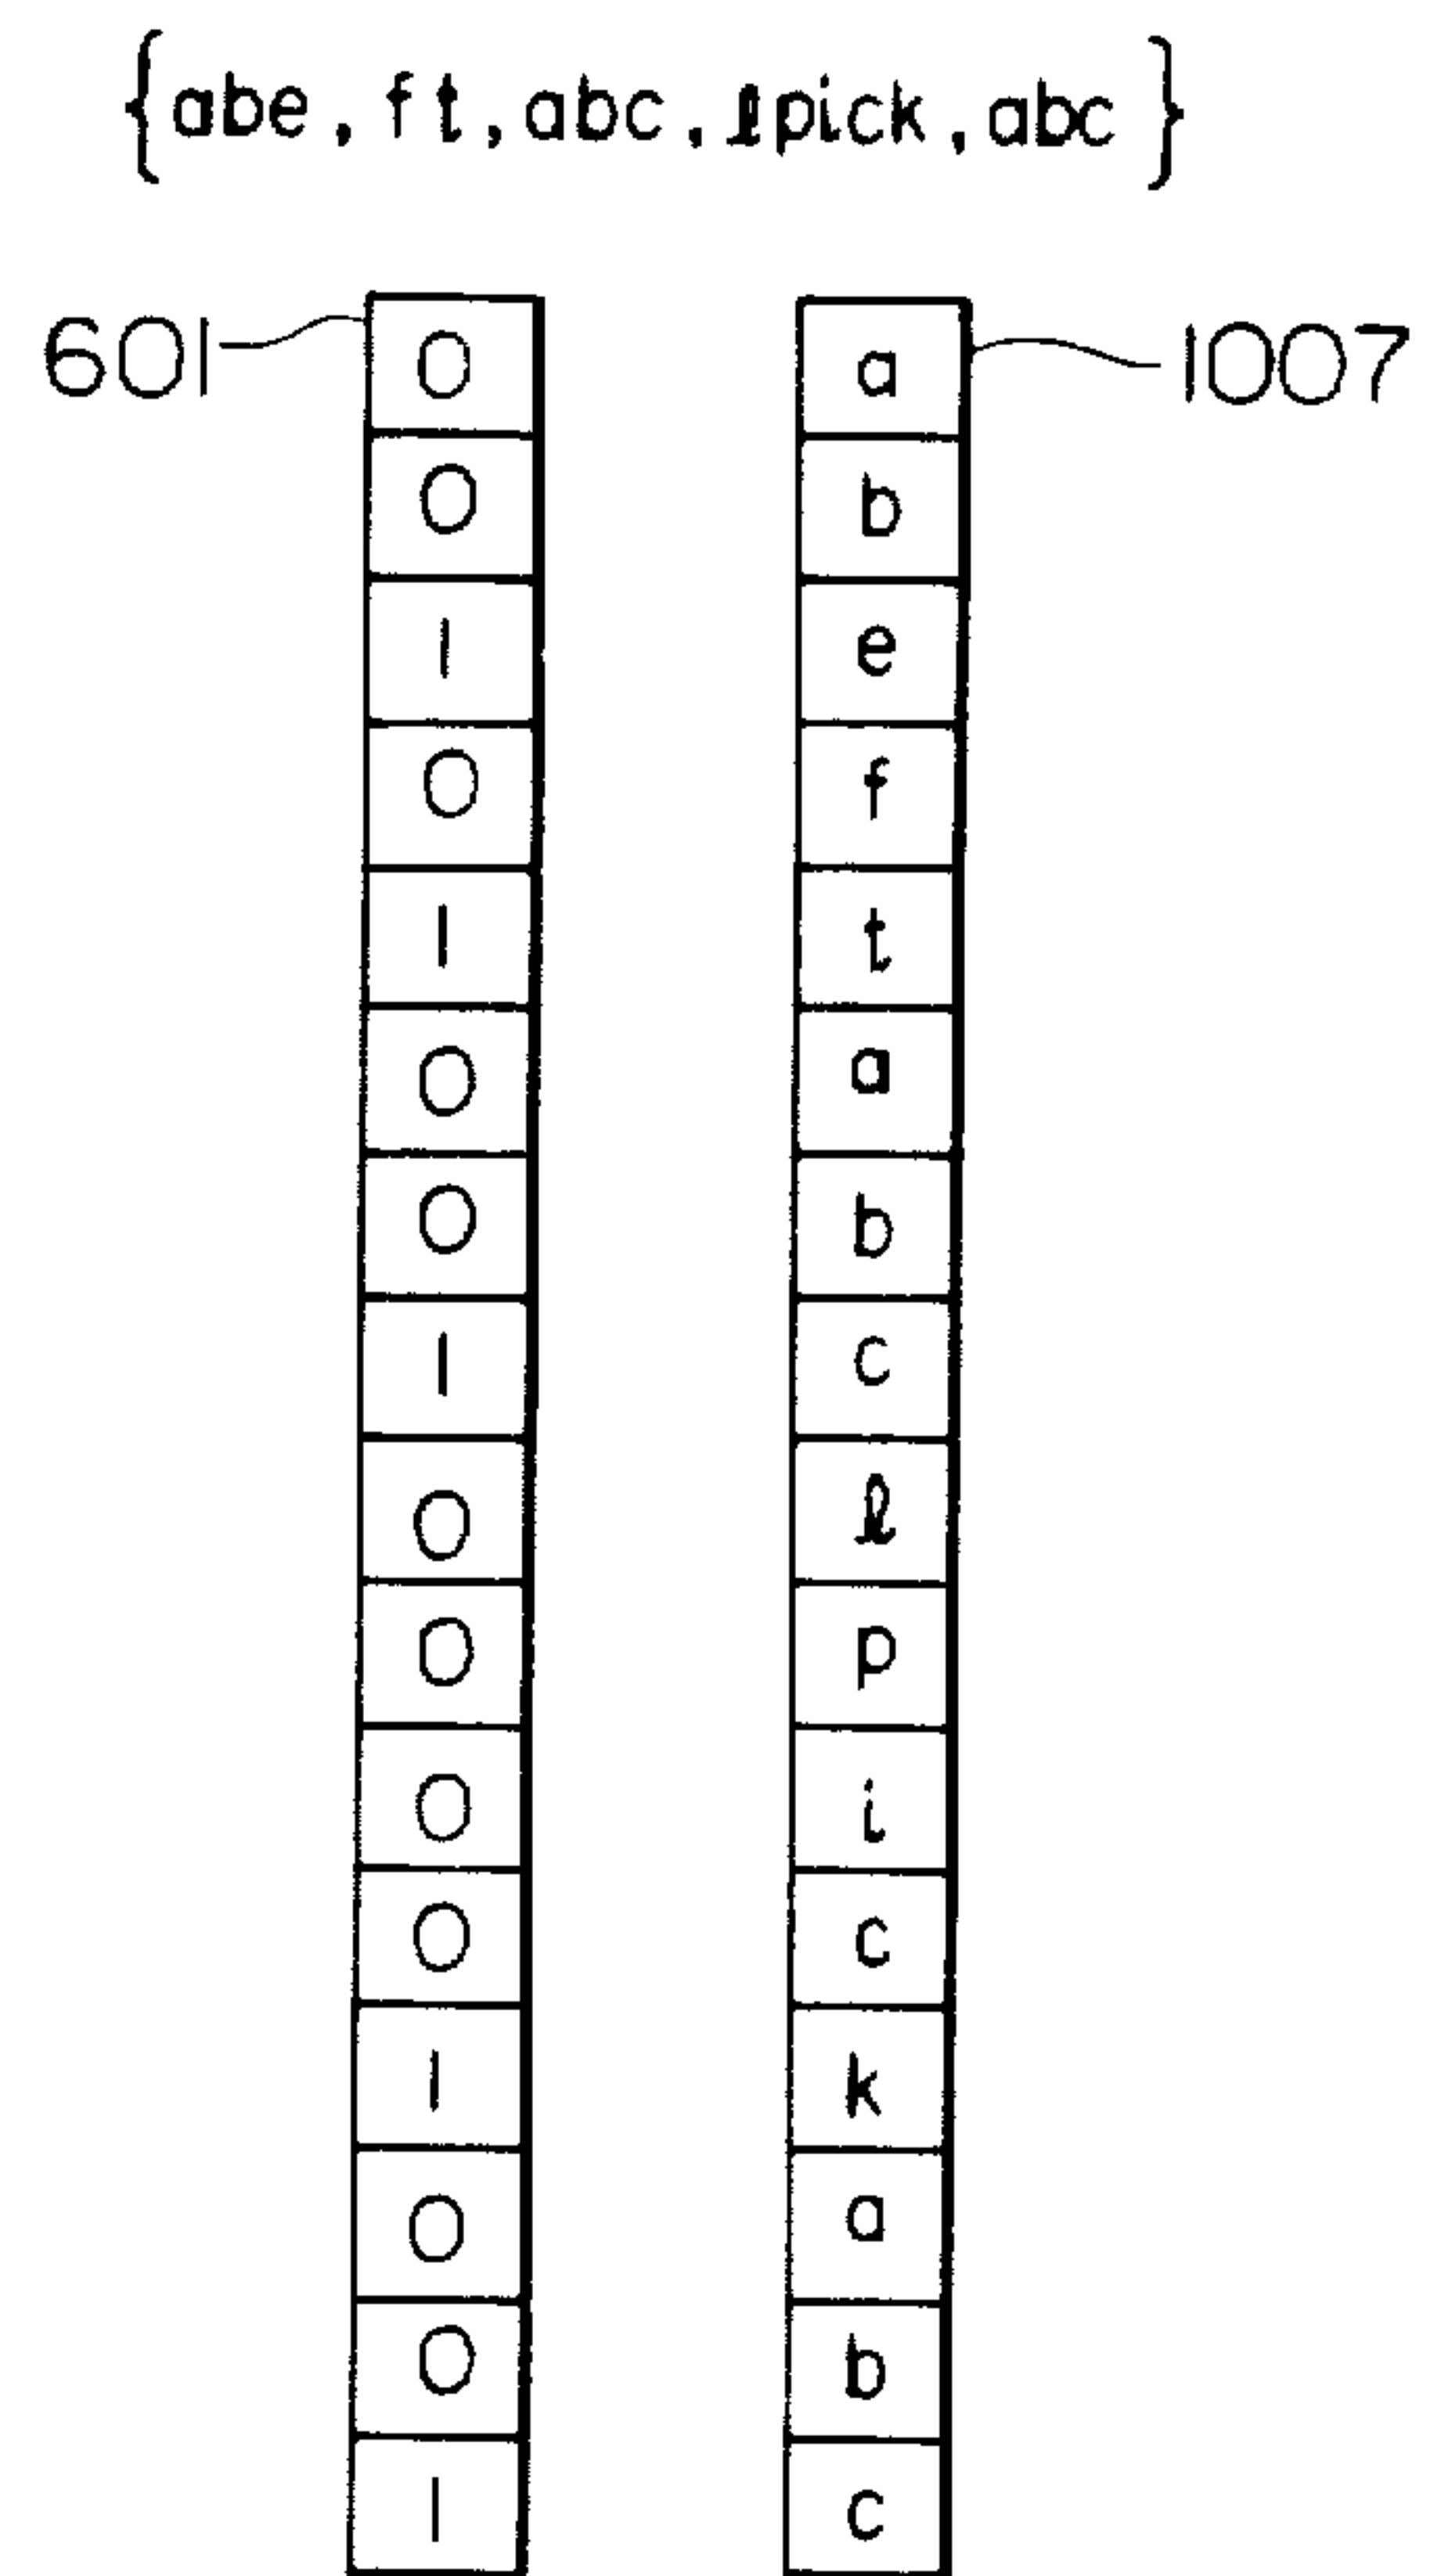 {abe, ft, abc, lpick, abc}
601 0 a 1007
0 b
1 e
0 f
1 t
0 a
0 b
1 c
0 l
0 p
0 i
0 c
1 k
0 a
0 b
1 c